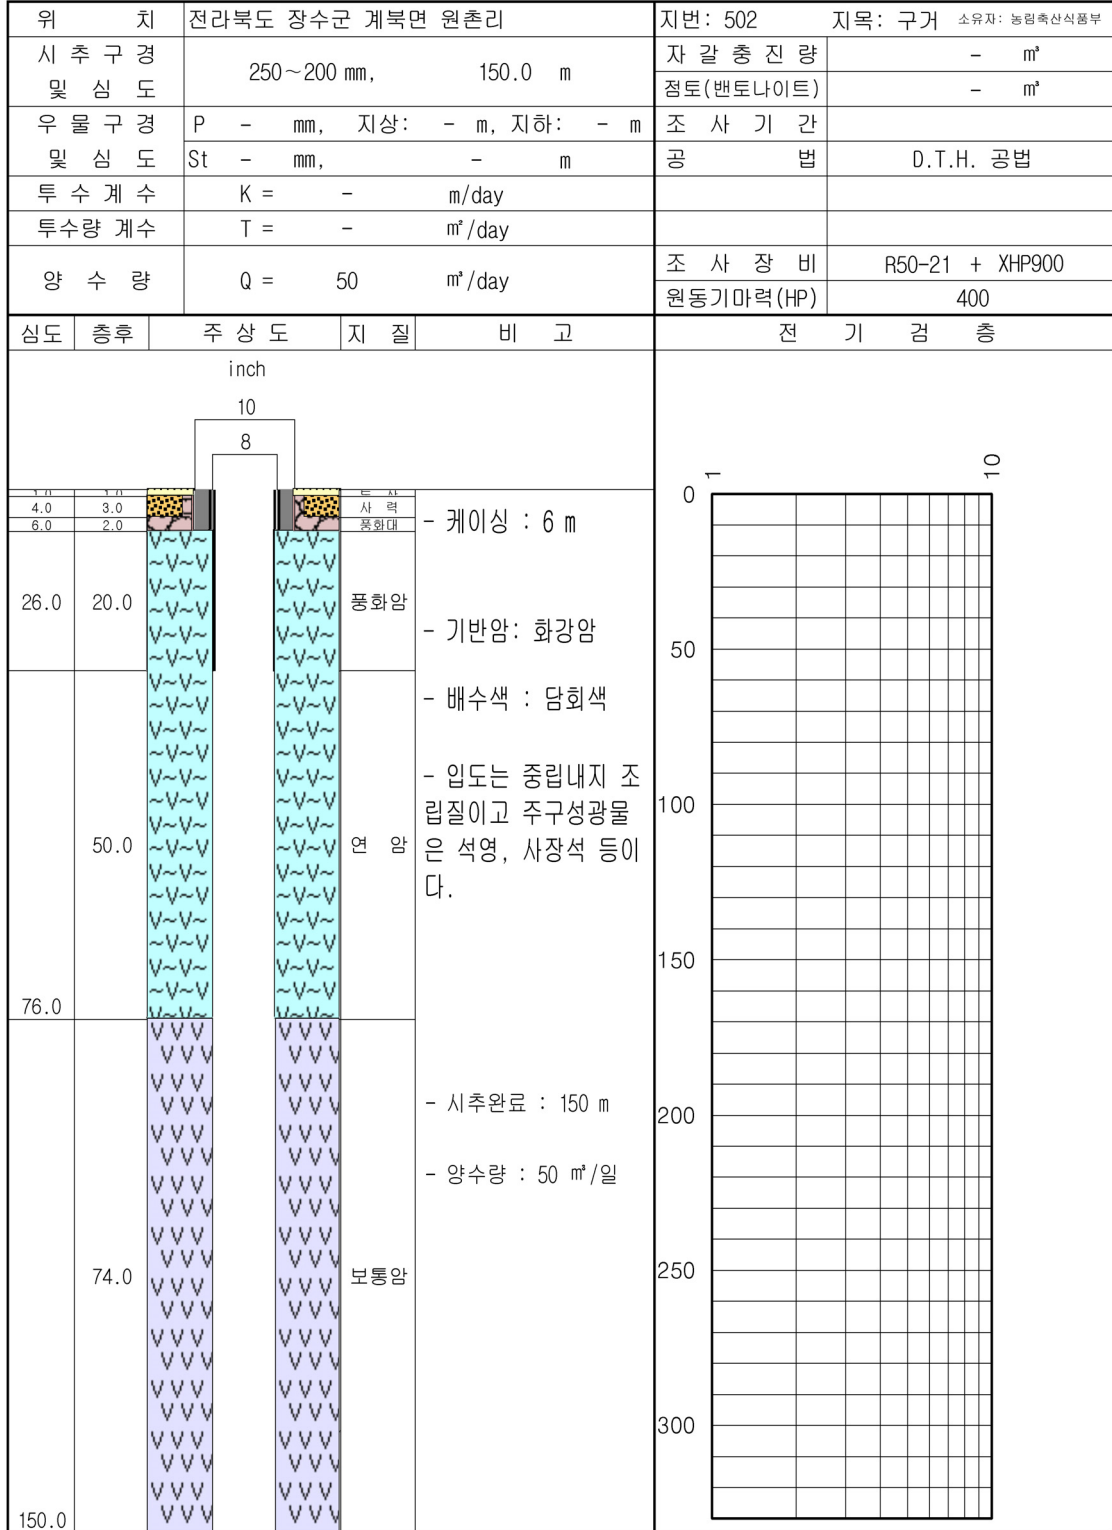 위 치 전라북도 장수군 계북면 원촌리 지번: 502 지목: 구거 소유자: 농림축산식품부
시 추 구 경
및 심 도 250~200 mm, 150.0 m
자 갈 충 진 량 - ㎥
점토(밴토나이트) - ㎥
우 물 구 경
및 심 도
P - mm, 지상: - m, 지하: - m
St - mm, - m
조 사 기 간
공 법 D.T.H. 공법
투 수 계 수 K = - m/day
투수량 계수 T = - ㎡/day
양 수 량 Q = 50 ㎥/day
조 사 장 비 R50-21 + XHP900
원동기마력(HP) 400
심도 층후 주 상 도 지 질 비 고 전 기 검 층
inch
10
8
1.0 1.0
4.0 3.0 사 력
6.0 2.0 풍화대
- 케이싱 : 6 m
26.0 20.0 풍화암
- 기반암: 화강암
- 배수색 : 담회색
- 입도는 중립내지 조
립질이고 주구성광물
은 석영, 사장석 등이
다.
76.0 50.0 연 암
- 시추완료 : 150 m
- 양수량 : 50 ㎥/일
150.0 74.0 보통암
1 10
0
50
100
150
200
250
300